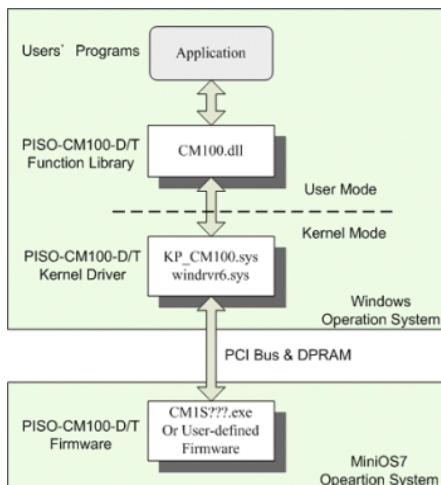 Users' Programs
Application
PISO-CM100-D/T
Function Library
CM100.dll
User Mode
Kernel Mode
PISO-CM100-D/T
Kernel Driver
KP_CM100.sys
windrvr6.sys
Windows
Operation System
PCI Bus & DPRAM
PISO-CM100-D/T
Firmware
CM1S???.exe
Or User-defined
Firmware
MiniOS7
Opeartion System